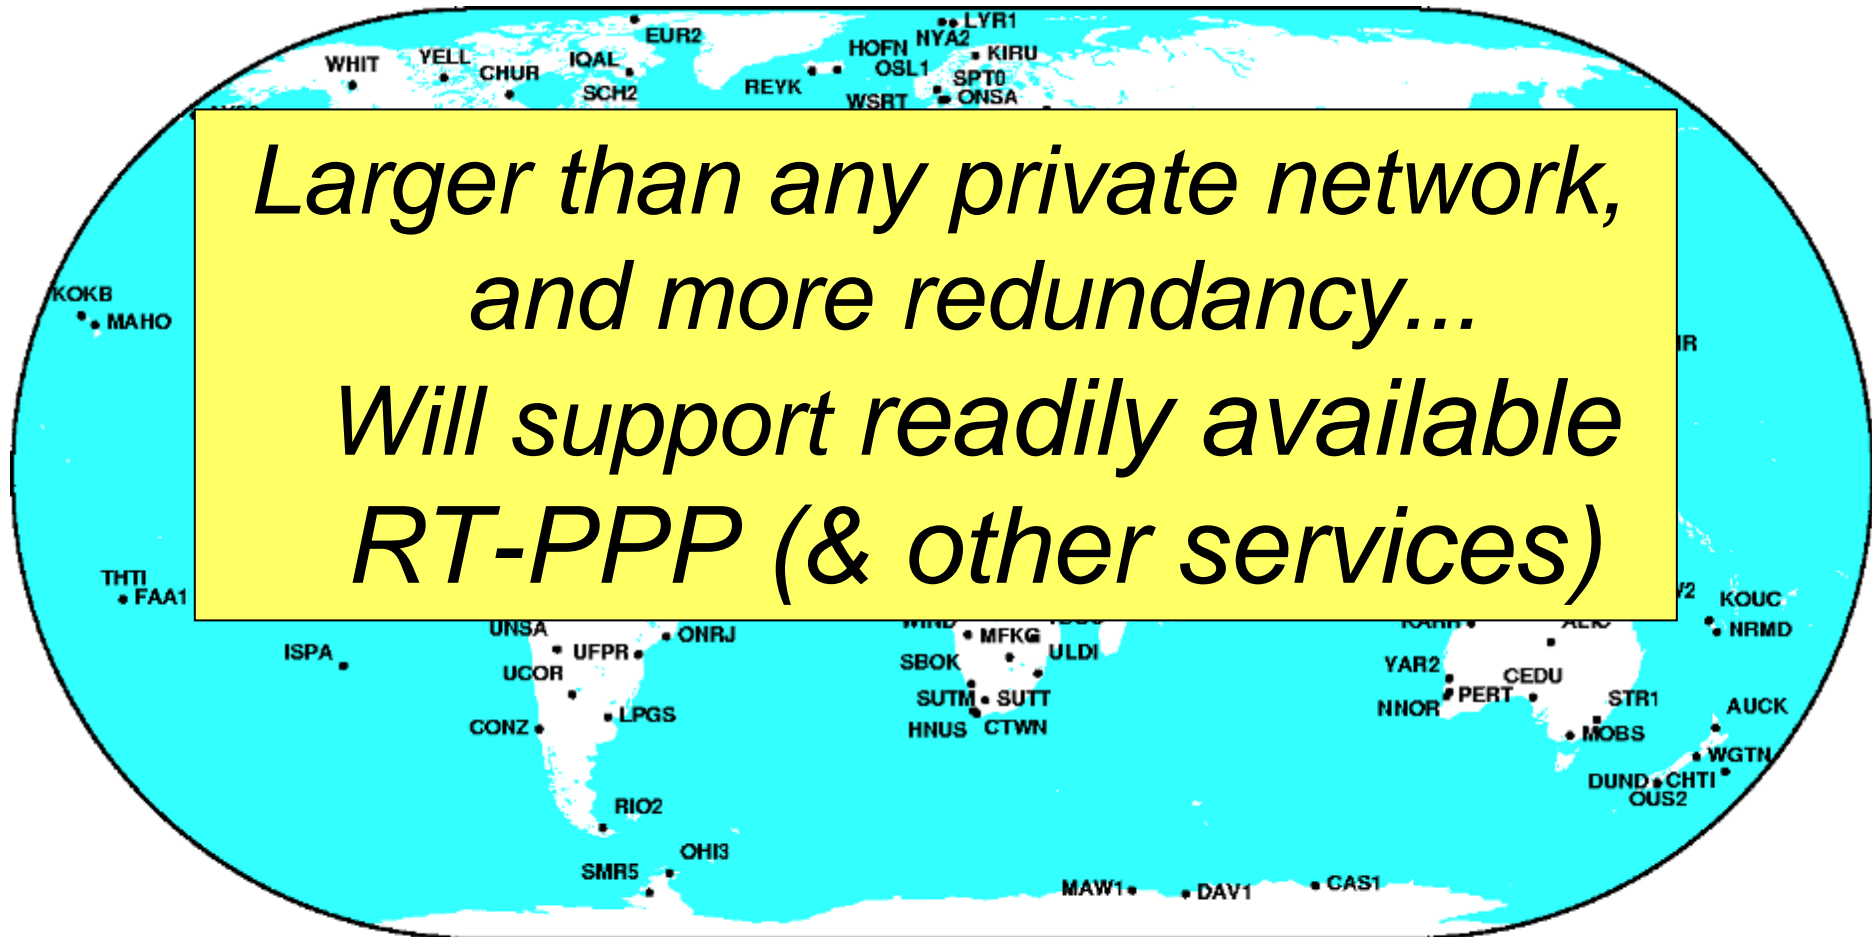 LYR1
EUR2
NYA2
HOFN
KIRU
WHIT
YELL
IQAL
CHUR
OSL1
SPT0
REYK
SCH2
WSRT
ONSA
Larger than any private network,
and more redundancy...
Will support readily available
RT-PPP (& other services)
KOKB
MAHO
THTI
FAA1
KOUC
NRMD
UNSA
ONRJ
MFKG
ISPA
UFPR
SBOK
ULDI
YAR2
UCOR
CEDU
SUTM
SUTT
PERT
STR1
NNOR
AUCK
LPGS
CONZ
HNUS
CTWN
MOBS
WGTN
DUND
CHTI
OUS2
RIO2
OHI3
SMR5
MAW1
DAV1
CAS1